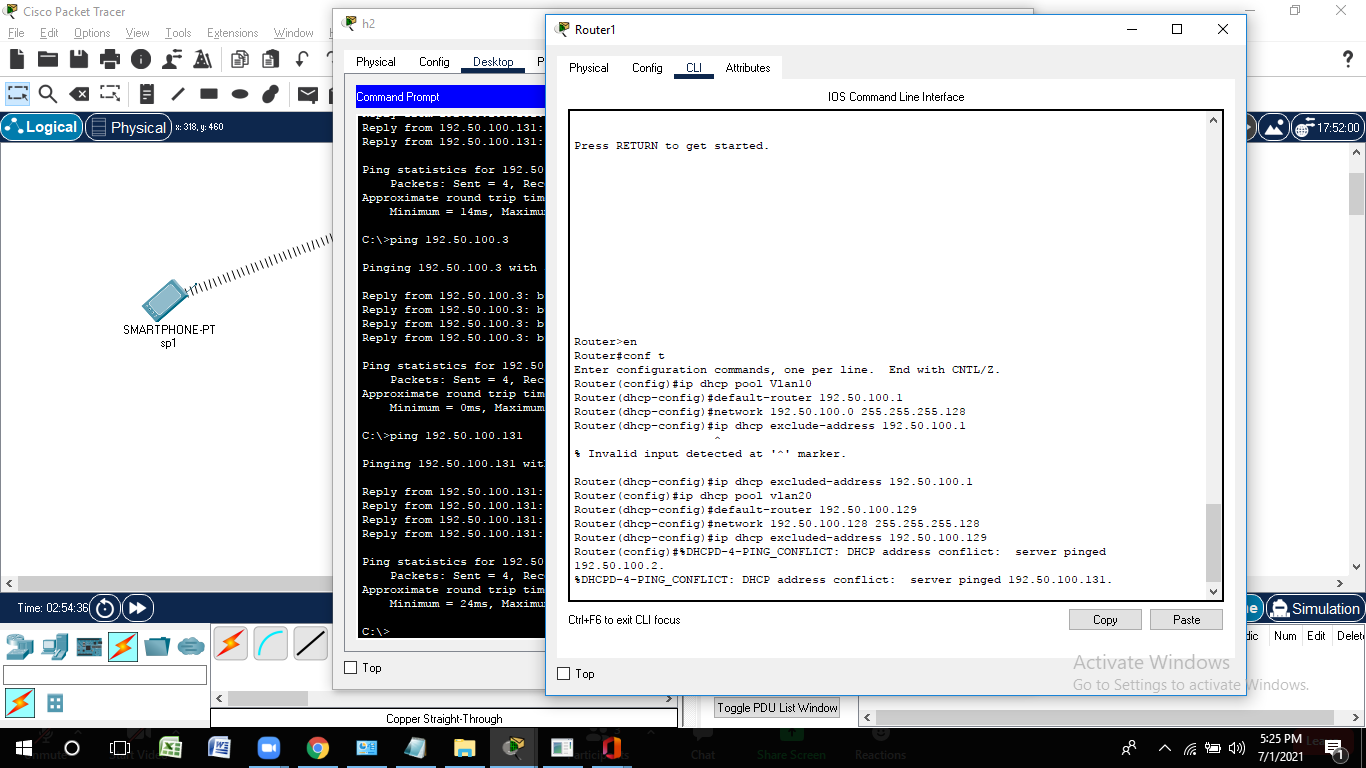 Cisco Packet Tracer
File Edit Options View Tools Extensions Window
Logical
Physical
x: 318, y: 460
SMARTPHONE-PT
sp1
Time: 02:54:36
Copper Straight-Through
h2
Physical Config Desktop
Command Prompt
Reply from 192.50.100.131:
Reply from 192.50.100.131:
Ping statistics for 192.50
Packets: Sent = 4, Rec
Approximate round trip tim
Minimum = 14ms, Maximu
C:\>ping 192.50.100.3
Pinging 192.50.100.3 with
Reply from 192.50.100.3: b
Reply from 192.50.100.3: b
Reply from 192.50.100.3: b
Reply from 192.50.100.3: b
Ping statistics for 192.50
Packets: Sent = 4, Rec
Approximate round trip tim
Minimum = 0ms, Maximum
C:\>ping 192.50.100.131
Pinging 192.50.100.131 wit
Reply from 192.50.100.131:
Reply from 192.50.100.131:
Reply from 192.50.100.131:
Reply from 192.50.100.131:
Ping statistics for 192.50
Packets: Sent = 4, Rec
Approximate round trip tim
Minimum = 24ms, Maximu
C:\>
Top
Router1
Physical Config CLI Attributes
IOS Command Line Interface
Press RETURN to get started.
Router>en
Router#conf t
Enter configuration commands, one per line. End with CNTL/Z.
Router(config)#ip dhcp pool Vlan10
Router(dhcp-config)#default-router 192.50.100.1
Router(dhcp-config)#network 192.50.100.0 255.255.255.128
Router(dhcp-config)#ip dhcp exclude-address 192.50.100.1
^
% Invalid input detected at '^' marker.
Router(dhcp-config)#ip dhcp excluded-address 192.50.100.1
Router(config)#ip dhcp pool vlan20
Router(dhcp-config)#default-router 192.50.100.129
Router(dhcp-config)#network 192.50.100.128 255.255.255.128
Router(dhcp-config)#ip dhcp excluded-address 192.50.100.129
Router(config)#%DHCPD-4-PING_CONFLICT: DHCP address conflict: server pinged
192.50.100.2.
%DHCPD-4-PING_CONFLICT: DHCP address conflict: server pinged 192.50.100.131.
Ctrl+F6 to exit CLI focus
Copy
Paste
Top
17:52:00
Simulation
Num Edit
Activate Windows
Go to Settings to activate Windows.
Toggle PDU List Window
Chat
Share Screen
Reactions
5:25 PM
7/1/2021
1